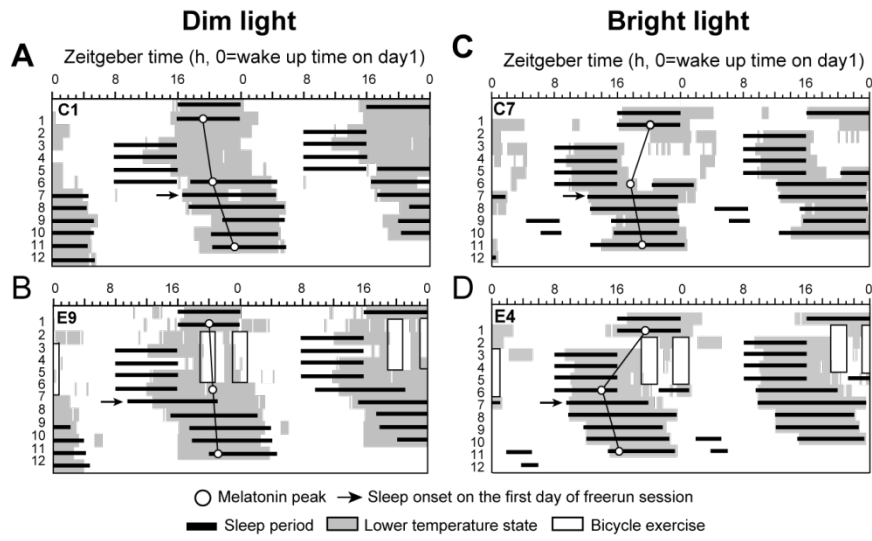 Dim light
Bright light
A
Zeitgeber time (h, 0=wake up time on day1)
0 8 16 0 8 16 0
C1
1
2
3
4
5
6
7
8
9
10
11
12
C
Zeitgeber time (h, 0=wake up time on day1)
0 8 16 0 8 16 0
C7
1
2
3
4
5
6
7
8
9
10
11
12
B
0 8 16 0 8 16 0
E9
1
2
3
4
5
6
7
8
9
10
11
12
D
0 8 16 0 8 16 0
E4
1
2
3
4
5
6
7
8
9
10
11
12
Melatonin peak Sleep onset on the first day of freerun session
Sleep period Lower temperature state Bicycle exercise